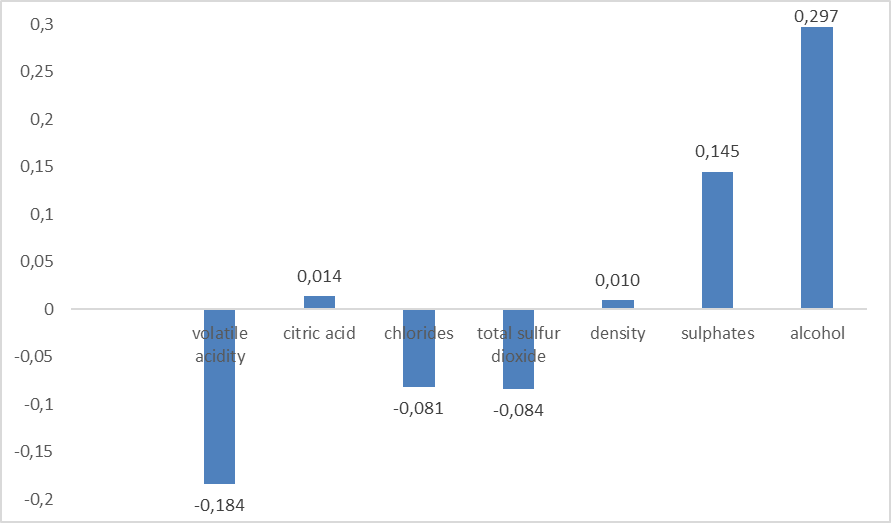 0,3
0,25
0,2
0,15
0,1
0,05
0
-0,05
-0,1
-0,15
-0,2
0,297
0,145
0,014
0,010
volatile acidity
citric acid
chlorides
total sulfur dioxide
density
sulphates
alcohol
-0,081
-0,084
-0,184